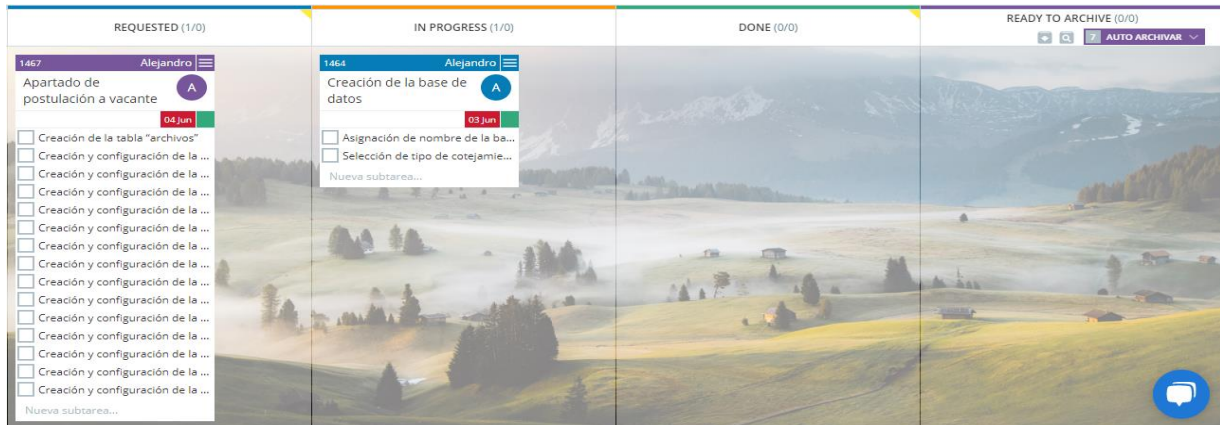 REQUESTED (1/0)
IN PROGRESS (1/0)
DONE (0/0)
READY TO ARCHIVE (0/0)
7 AUTO ARCHIVAR
1467 Alejandro
Apartado de
postulación a vacante
A
04 Jun
Creación de la tabla “archivos”
Creación y configuración de la ...
Creación y configuración de la ...
Creación y configuración de la ...
Creación y configuración de la ...
Creación y configuración de la ...
Creación y configuración de la ...
Creación y configuración de la ...
Creación y configuración de la ...
Creación y configuración de la ...
Creación y configuración de la ...
Creación y configuración de la ...
Creación y configuración de la ...
Creación y configuración de la ...
Creación y configuración de la ...
Nueva subtarea...
1464 Alejandro
Creación de la base de
datos
A
03 Jun
Asignación de nombre de la ba...
Selección de tipo de cotejamie...
Nueva subtarea...